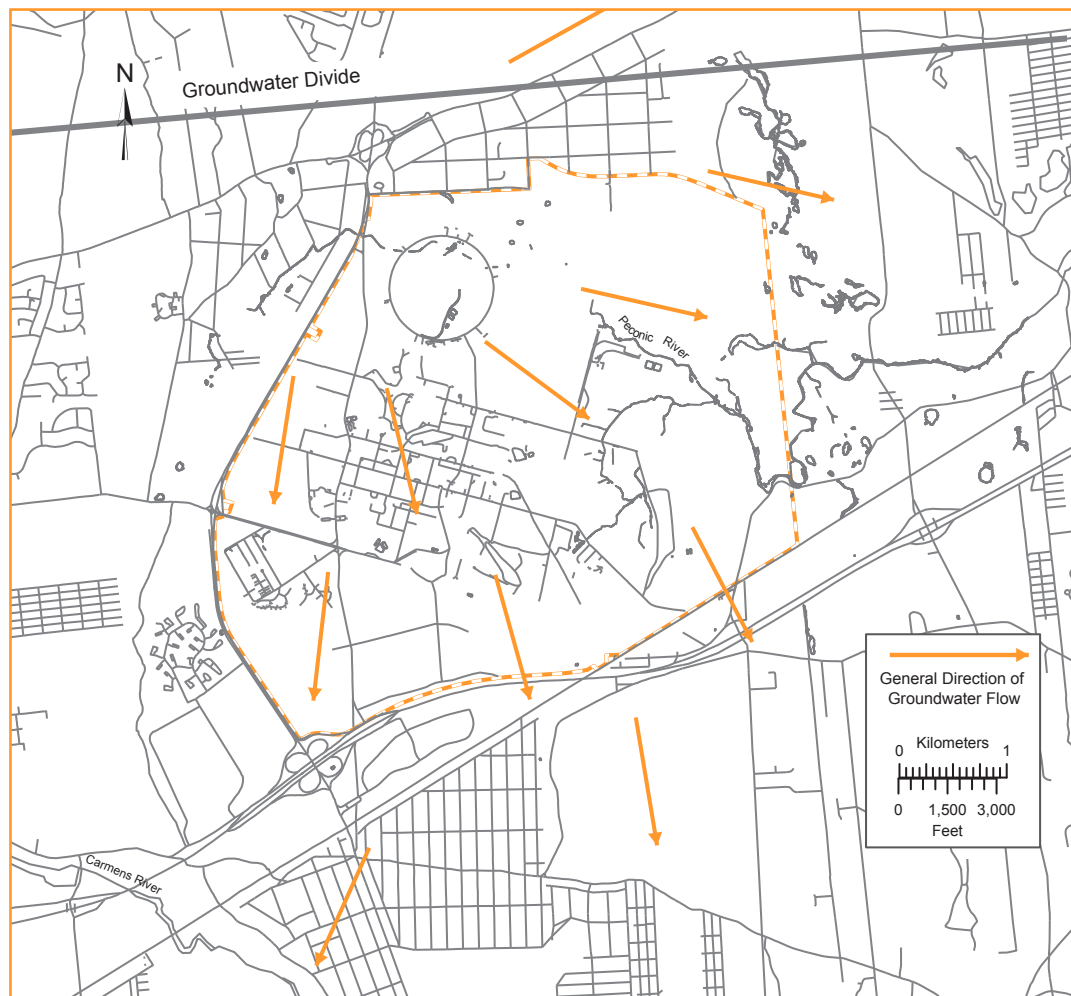 N
Groundwater Divide
Peconic River
General Direction of
Groundwater Flow
0 Kilometers 1
0 1,500 3,000
Feet
Carmens River